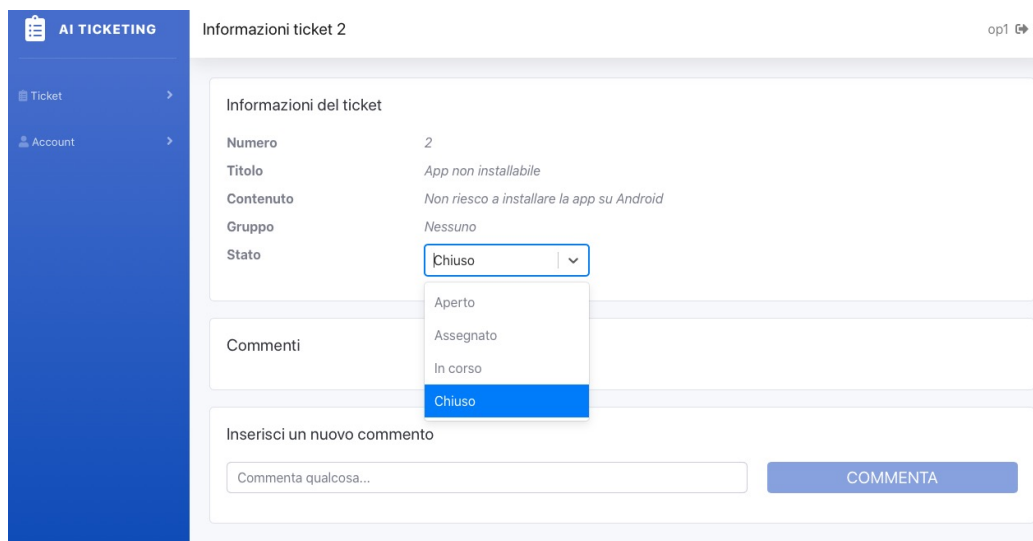 AI TICKETING
Informazioni ticket 2
op1
Ticket
Account
Informazioni del ticket
Numero 2
Titolo App non installabile
Contenuto Non riesco a installare la app su Android
Gruppo Nessuno
Stato Chiuso
Aperto
Assegnato
In corso
Chiuso
Commenti
Inserisci un nuovo commento
Commenta qualcosa...
COMMENTA